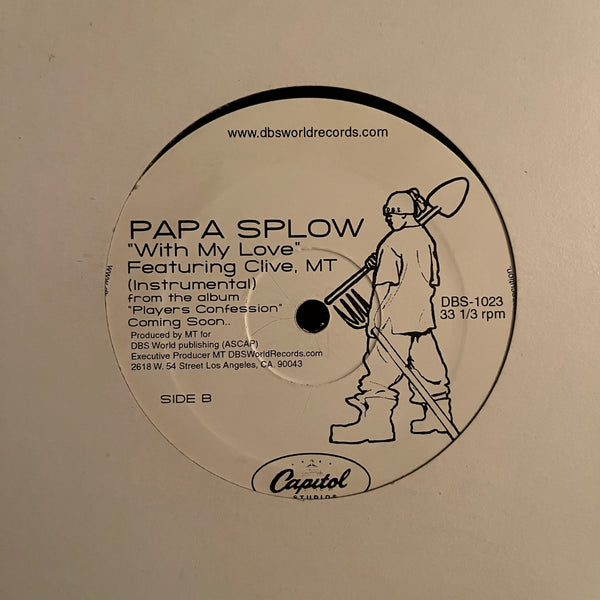 www.dbsworldrecords.com
PAPA SPLOW
"With My Love"
Featuring Clive, MT
(Instrumental)
from the album
"Players Confession"
Coming Soon..
Produced by MT for
DBS World publishing (ASCAP)
Executive Producer MT DBSWorldRecords.com
2618 W. 54 Street Los Angeles, CA. 90043
SIDE B
DBS-1023
33 1/3 rpm
Capitol
STUDIOS